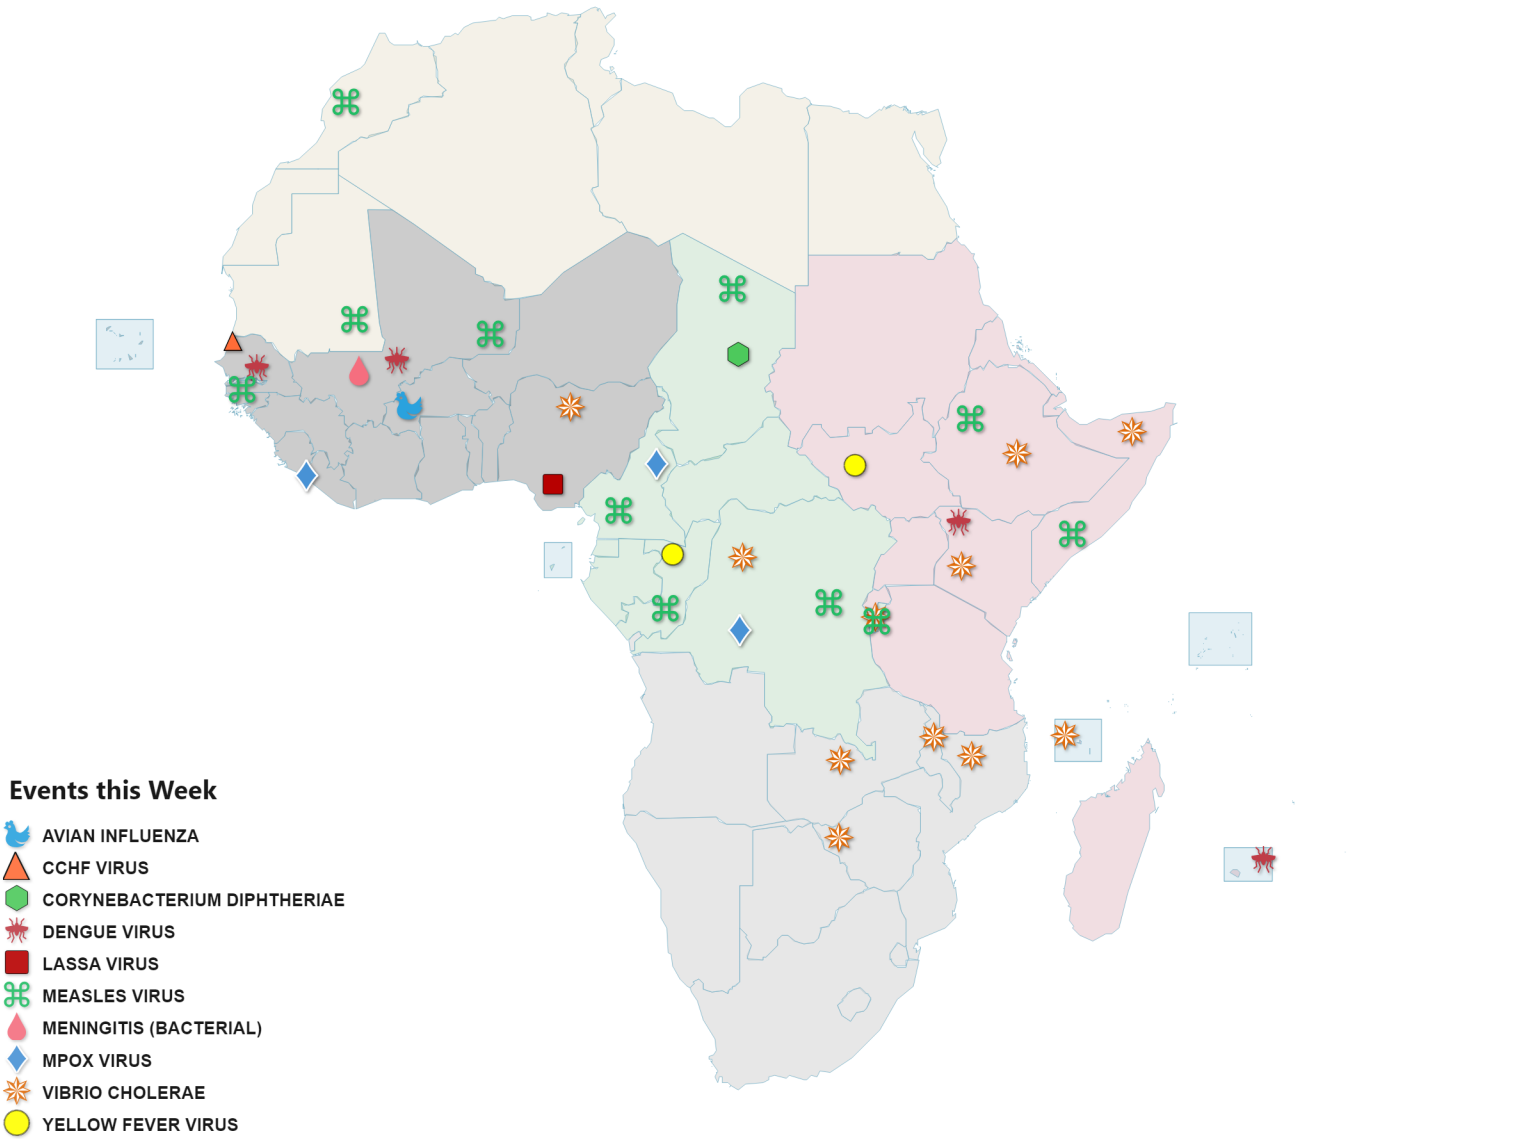 Events this Week
AVIAN INFLUENZA
CCHF VIRUS
CORYNEBACTERIUM DIPHTHERIAE
DENGUE VIRUS
LASSA VIRUS
MEASLES VIRUS
MENINGITIS (BACTERIAL)
MPOX VIRUS
VIBRIO CHOLERAE
YELLOW FEVER VIRUS